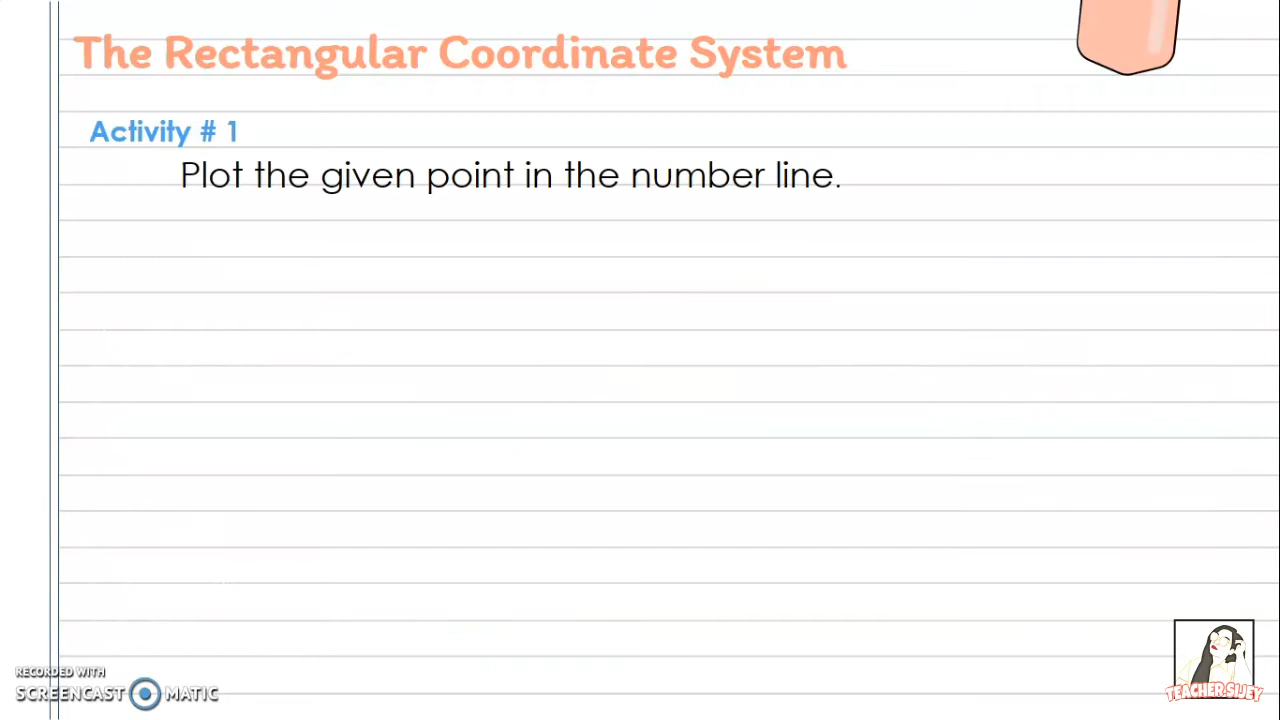 The Rectangular Coordinate System
Activity # 1
Plot the given point in the number line.
RECORDED WITH
SCREENCAST MATIC
TEACHER.SIJEY